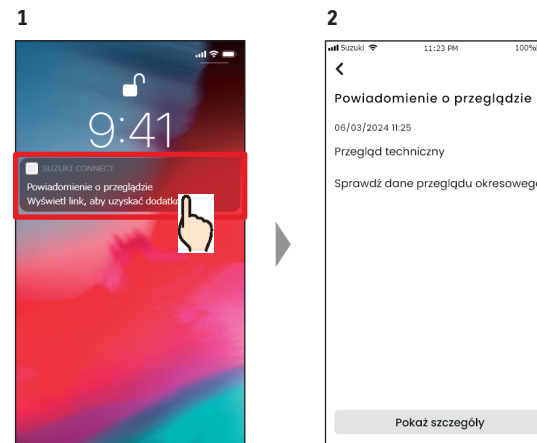 1
9:41
SUZUKI CONNECT
Powiadomienie o przeglądzie
Wyświetl link, aby uzyskać dodatko
2
Suzuki 11:23 PM 100%
Powiadomienie o przeglądzie
06/03/2024 11:25
Przegląd techniczny
Sprawdź dane przeglądu okresoweg
Pokaż szczegóły